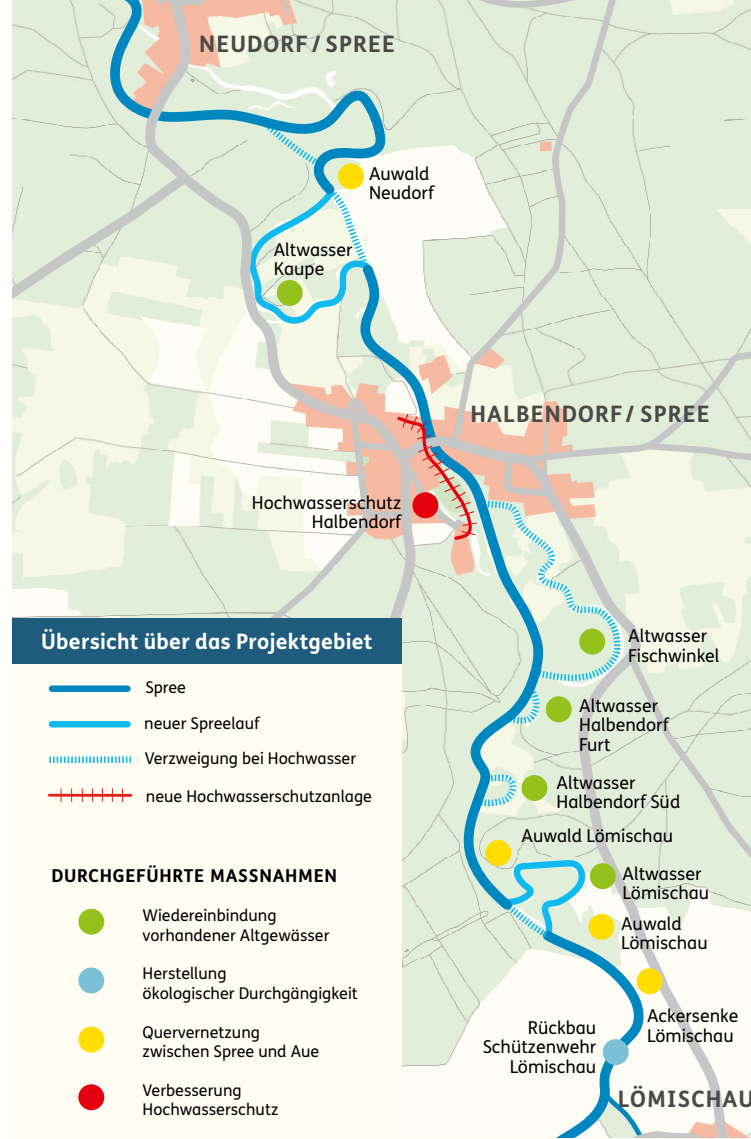 NEUDORF / SPREE
Auwald
Neudorf
Altwasser
Kaupe
HALBENDORF / SPREE
Hochwasserschutz
Halbendorf
Altwasser
Fischwinkel
Altwasser
Halbendorf
Furt
Altwasser
Halbendorf Süd
Auwald Lömischau
Altwasser
Lömischau
Auwald
Lömischau
Ackersenke
Lömischau
Rückbau
Schützenwehr
Lömischau
LÖMISCHAU
Übersicht über das Projektgebiet
Spree
neuer Spreelauf
Verzweigung bei Hochwasser
neue Hochwasserschutzanlage
DURCHGEFÜHRTE MASSNAHMEN
Wiedereinbindung
vorhandener Altgewässer
Herstellung
ökologischer Durchgängigkeit
Quervernetzung
zwischen Spree und Aue
Verbesserung
Hochwasserschutz